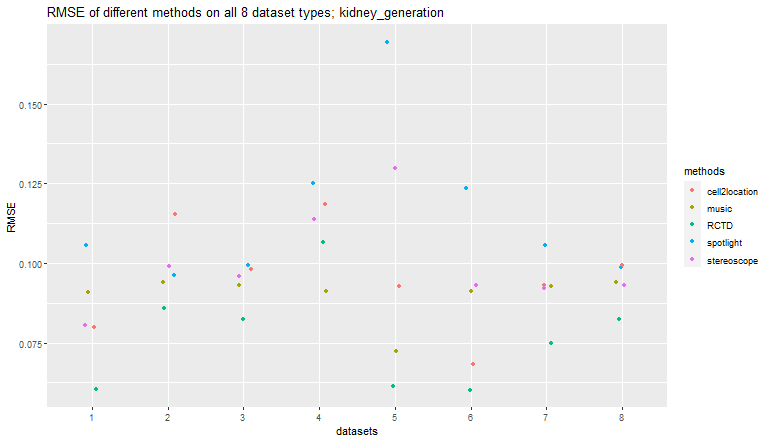 RMSE of different methods on all 8 dataset types; kidney_generation
RMSE
0.150
0.125
0.100
0.075
1 2 3 4 5 6 7 8
datasets
methods
cell2location
music
RCTD
spotlight
stereoscope